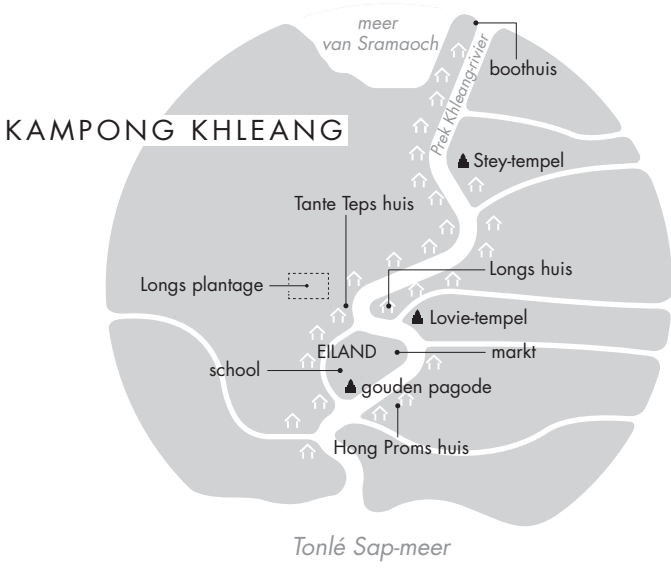 meer
van Sramaoch
Prek Khleang-rivier
boothuis
KAMPONG KHLEANG
Stey-tempel
Tante Teps huis
Longs huis
Longs plantage
Lovie-tempel
EILAND
markt
school
gouden pagode
Hong Proms huis
Tonlé Sap-meer